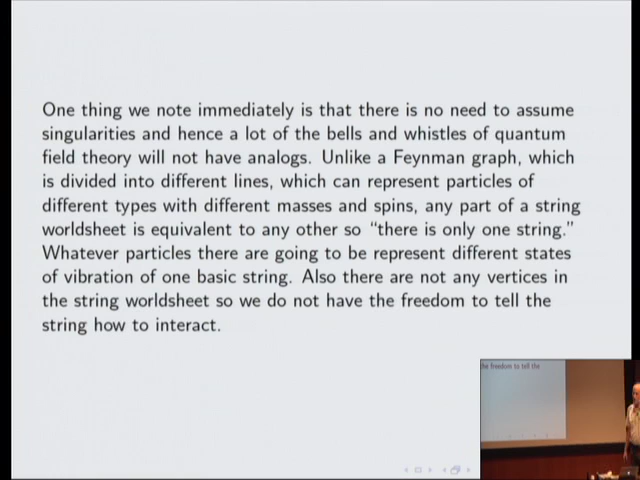 One thing we note immediately is that there is no need to assume
singularities and hence a lot of the bells and whistles of quantum
field theory will not have analogs. Unlike a Feynman graph, which
is divided into different lines, which can represent particles of
different types with different masses and spins, any part of a string
worldsheet is equivalent to any other so “there is only one string.”
Whatever particles there are going to be represent different states
of vibration of one basic string. Also there are not any vertices in
the string worldsheet so we do not have the freedom to tell the
string how to interact.
the freedom to tell the